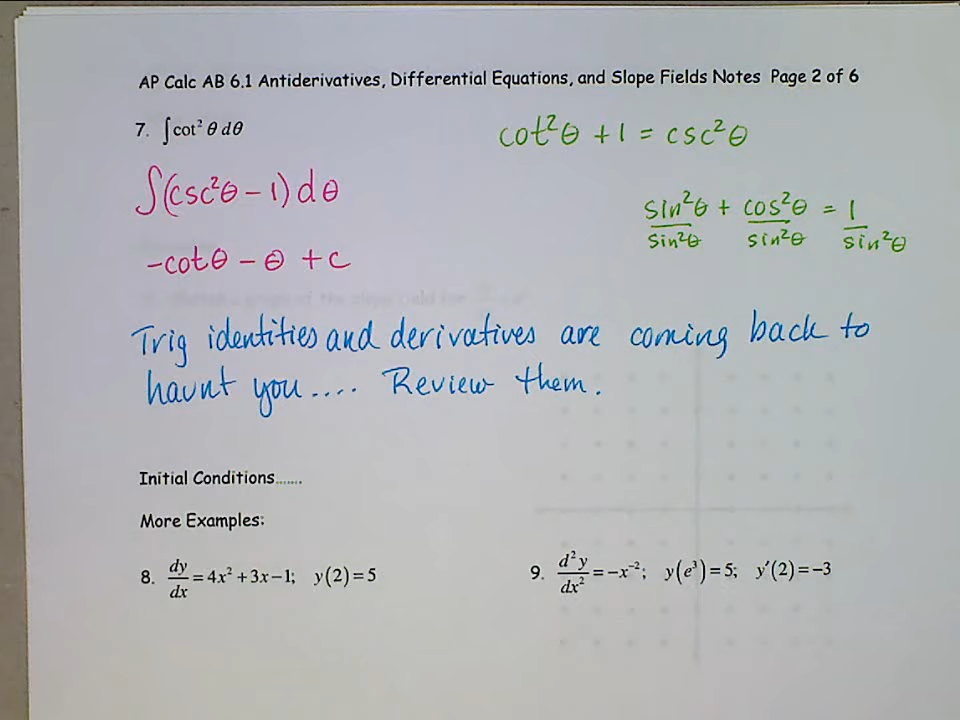 AP Calc AB 6.1 Antiderivatives, Differential Equations, and Slope Fields Notes Page 2 of 6
7. ∫cot² θ dθ
cot²θ + 1 = csc²θ
∫(csc²θ - 1) dθ
sin²θ/sin²θ + cos²θ/sin²θ = 1/sin²θ
-cotθ - θ + c
Trig identities and derivatives are coming back to
haunt you.... Review them.
Initial Conditions.......
More Examples:
8. dy/dx = 4x² + 3x - 1; y(2) = 5
9. d²y/dx² = -x⁻²; y(e³) = 5; y′(2) = -3